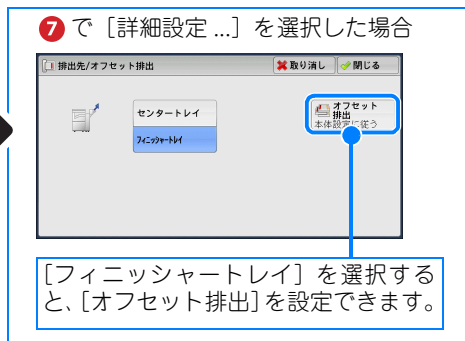 ❼で［詳細設定...］を選択した場合
排出先/オフセット排出
取り消し
閉じる
センタートレイ
フィニッシャートレイ
オフセット
排出
本体設定に従う
［フィニッシャートレイ］を選択する
と、［オフセット排出］を設定できます。